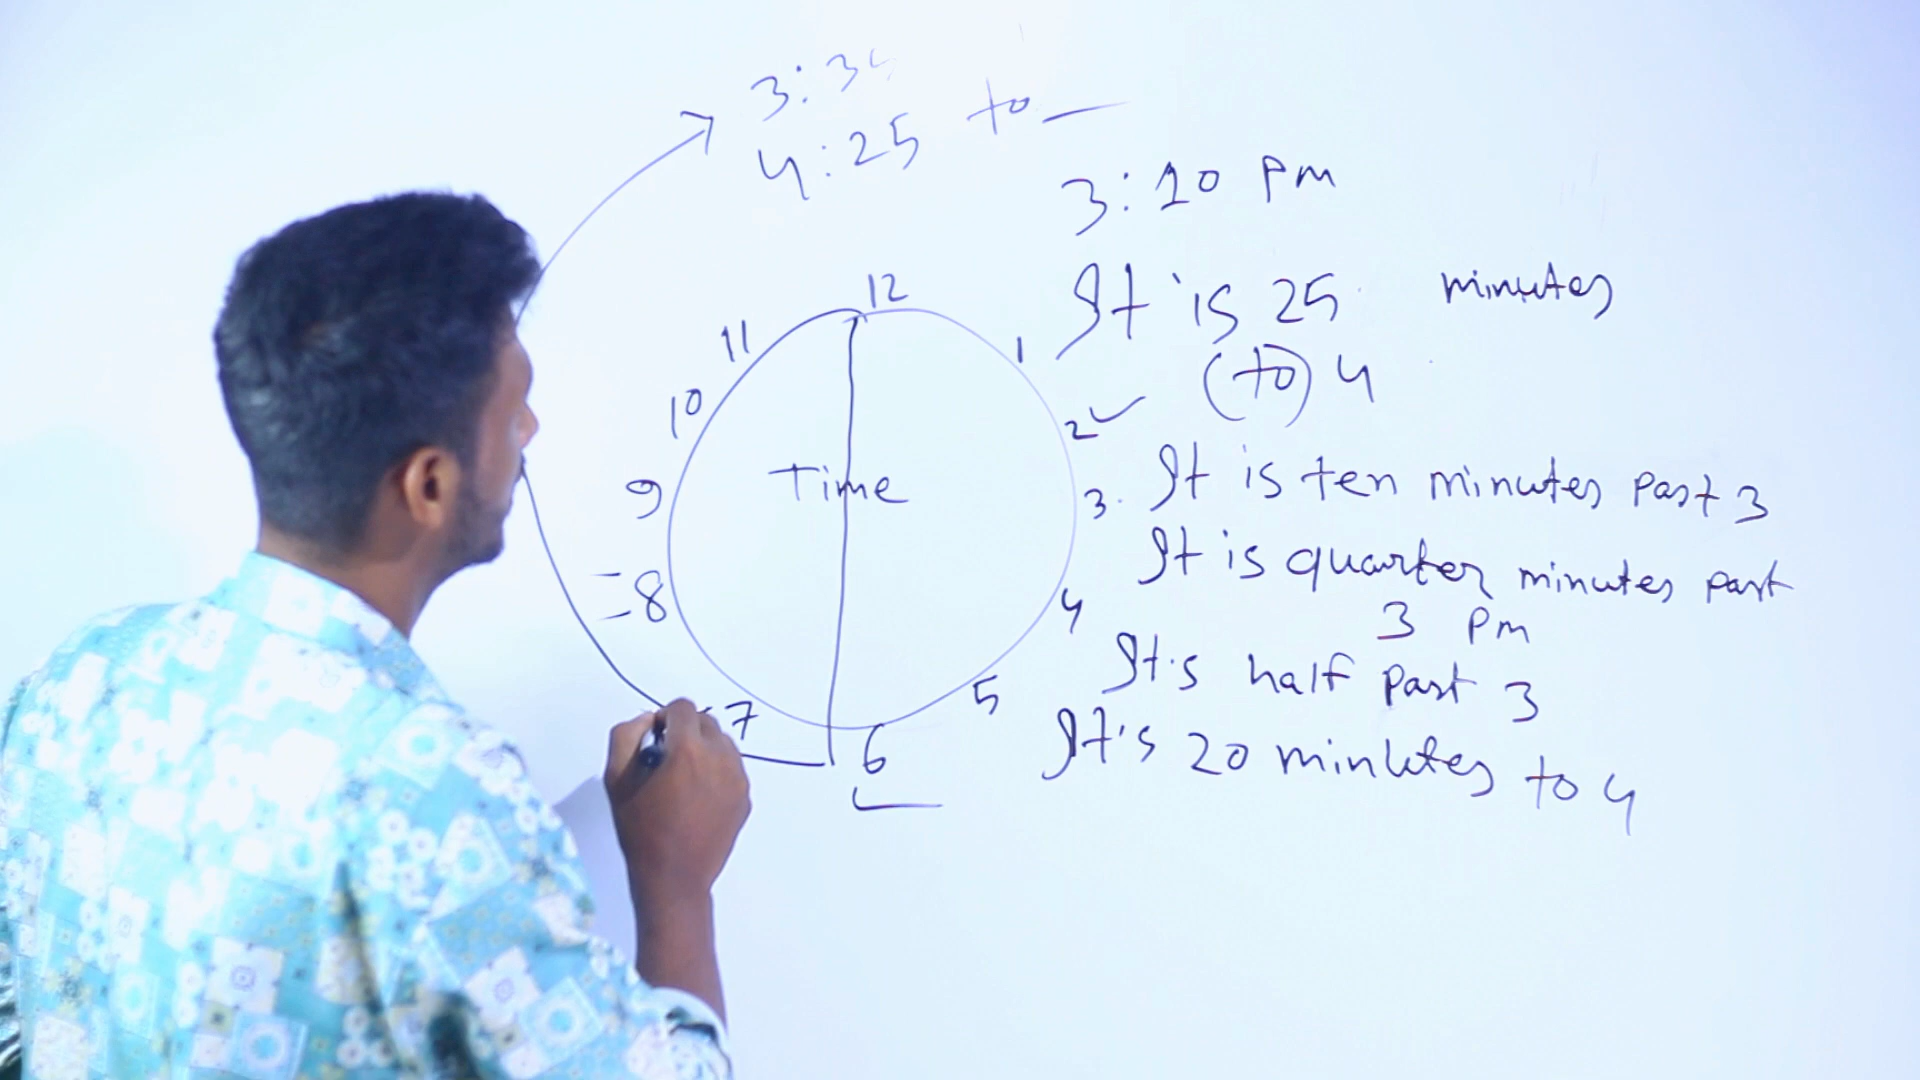 3:3
4:25 to
3:10 pm
It is 25 minutes
(to) 4
It is ten minutes past 3
It is quarter minutes past
3 pm
It's half past 3
It's 20 minutes to 4
12
11
1
10
2
Time
9
3
8
4
7
5
6